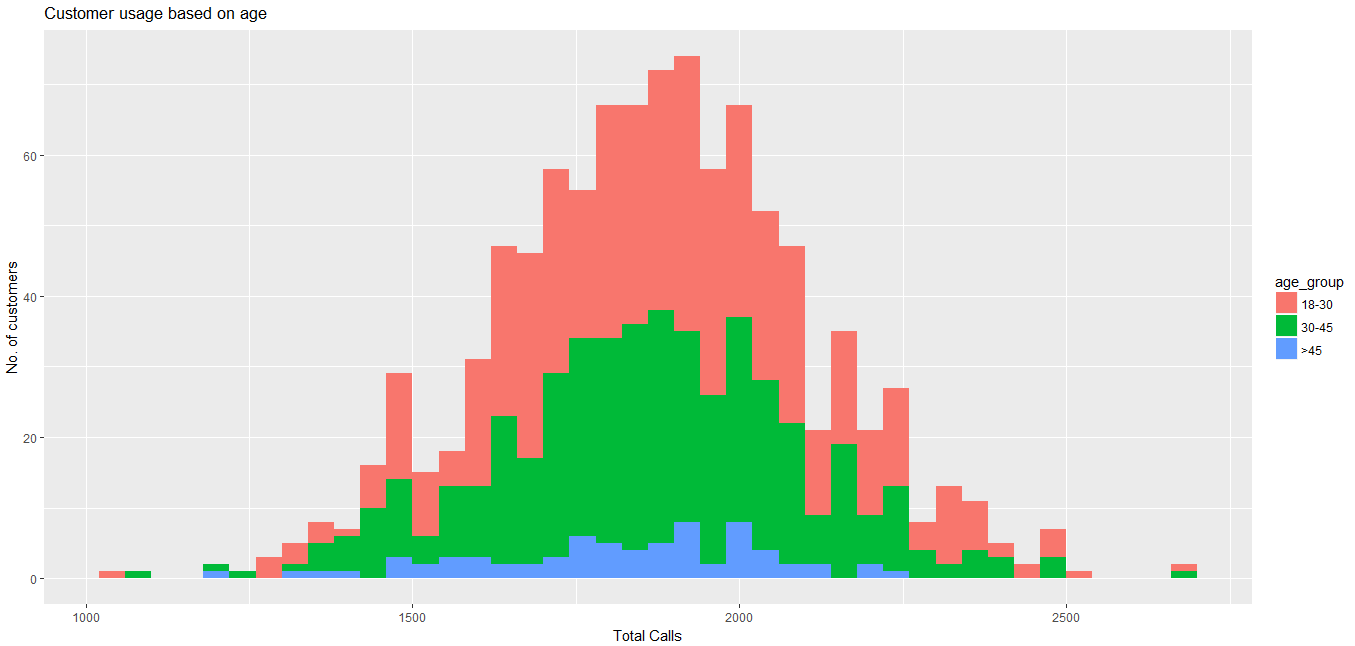 Customer usage based on age
No. of customers
60
40
20
0
1000 1500 2000 2500
Total Calls
age_group
18-30
30-45
>45